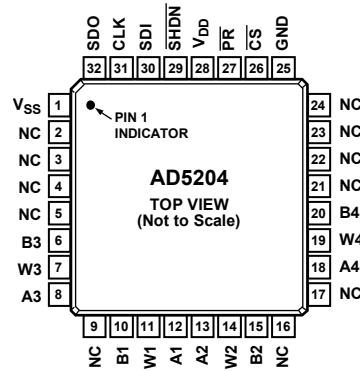 SDO CLK SDI SHDN VDD PR CS GND
32 31 30 29 28 27 26 25
VSS 1
NC 2
NC 3
NC 4
NC 5
B3 6
W3 7
A3 8
PIN 1
INDICATOR
AD5204
TOP VIEW
(Not to Scale)
24 NC
23 NC
22 NC
21 NC
20 B4
19 W4
18 A4
17 NC
9 10 11 12 13 14 15 16
NC B1 W1 A1 A2 W2 B2 NC